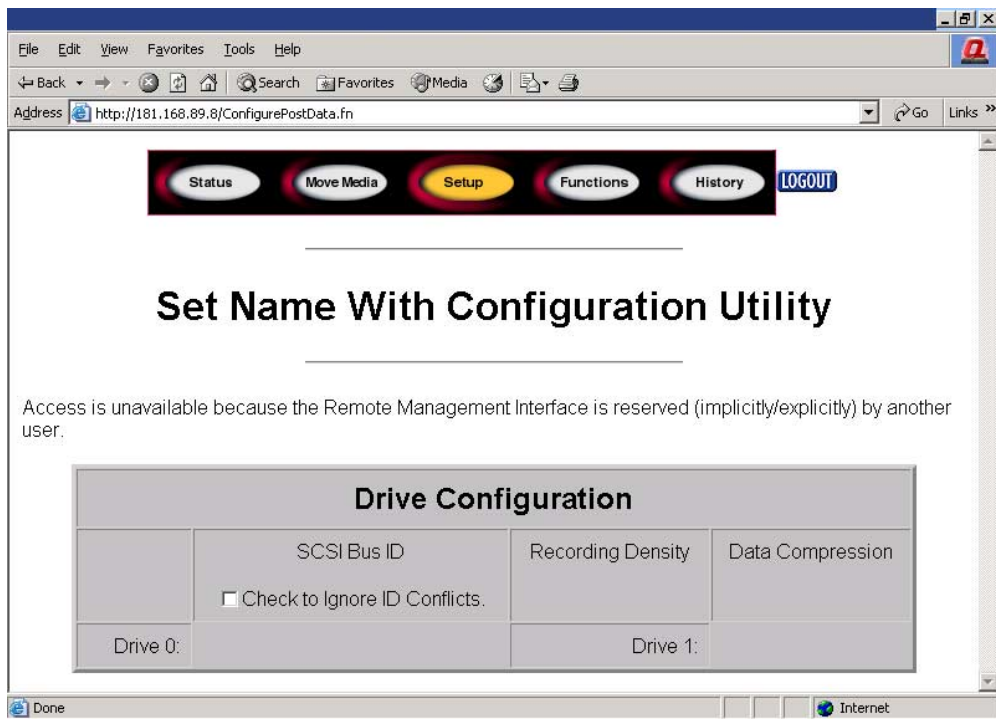 File Edit View Favorites Tools Help
Back Search Favorites Media
Address http://181.168.89.8/ConfigurePostData.fn Go Links »
Status Move Media Setup Functions History LOGOUT
Set Name With Configuration Utility
Access is unavailable because the Remote Management Interface is reserved (implicitly/explicitly) by another
user.
Drive Configuration
SCSI Bus ID Recording Density Data Compression
Check to Ignore ID Conflicts.
Drive 0: Drive 1:
Done Internet